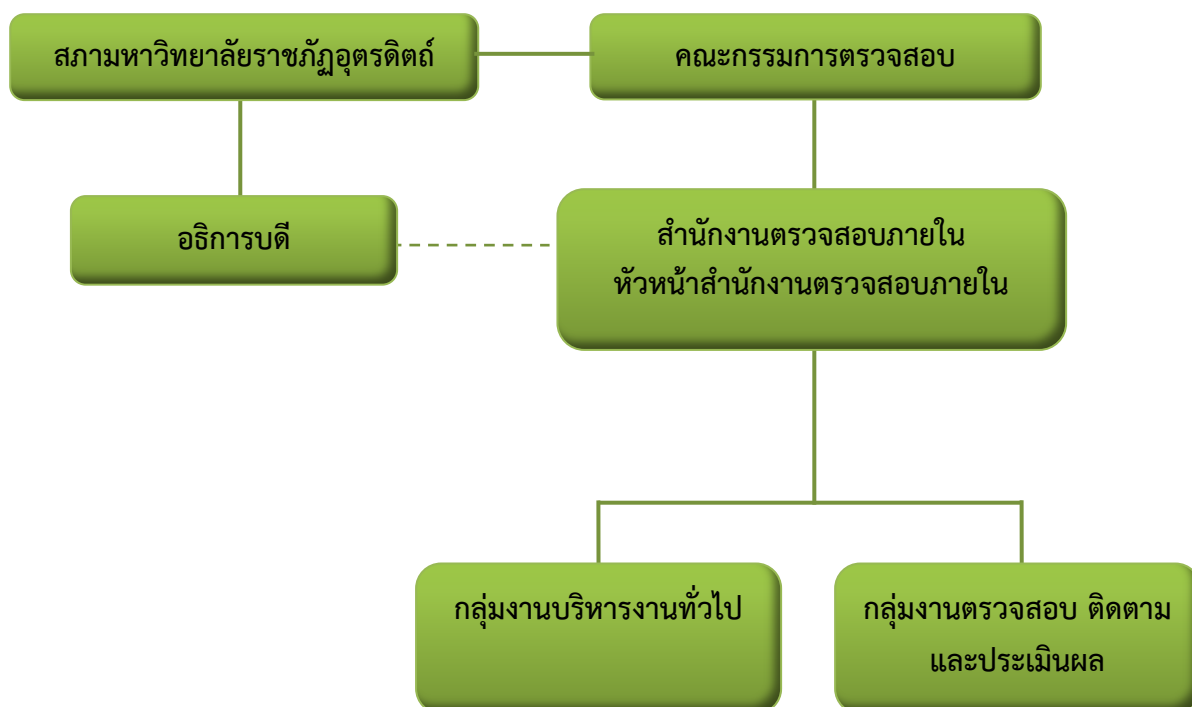 สภามหาวิทยาลัยราชภัฏอุตรดิตถ์
คณะกรรมการตรวจสอบ
อธิการบดี
สำนักงานตรวจสอบภายใน
หัวหน้าสำนักงานตรวจสอบภายใน
กลุ่มงานบริหารงานทั่วไป
กลุ่มงานตรวจสอบ ติดตาม
และประเมินผล